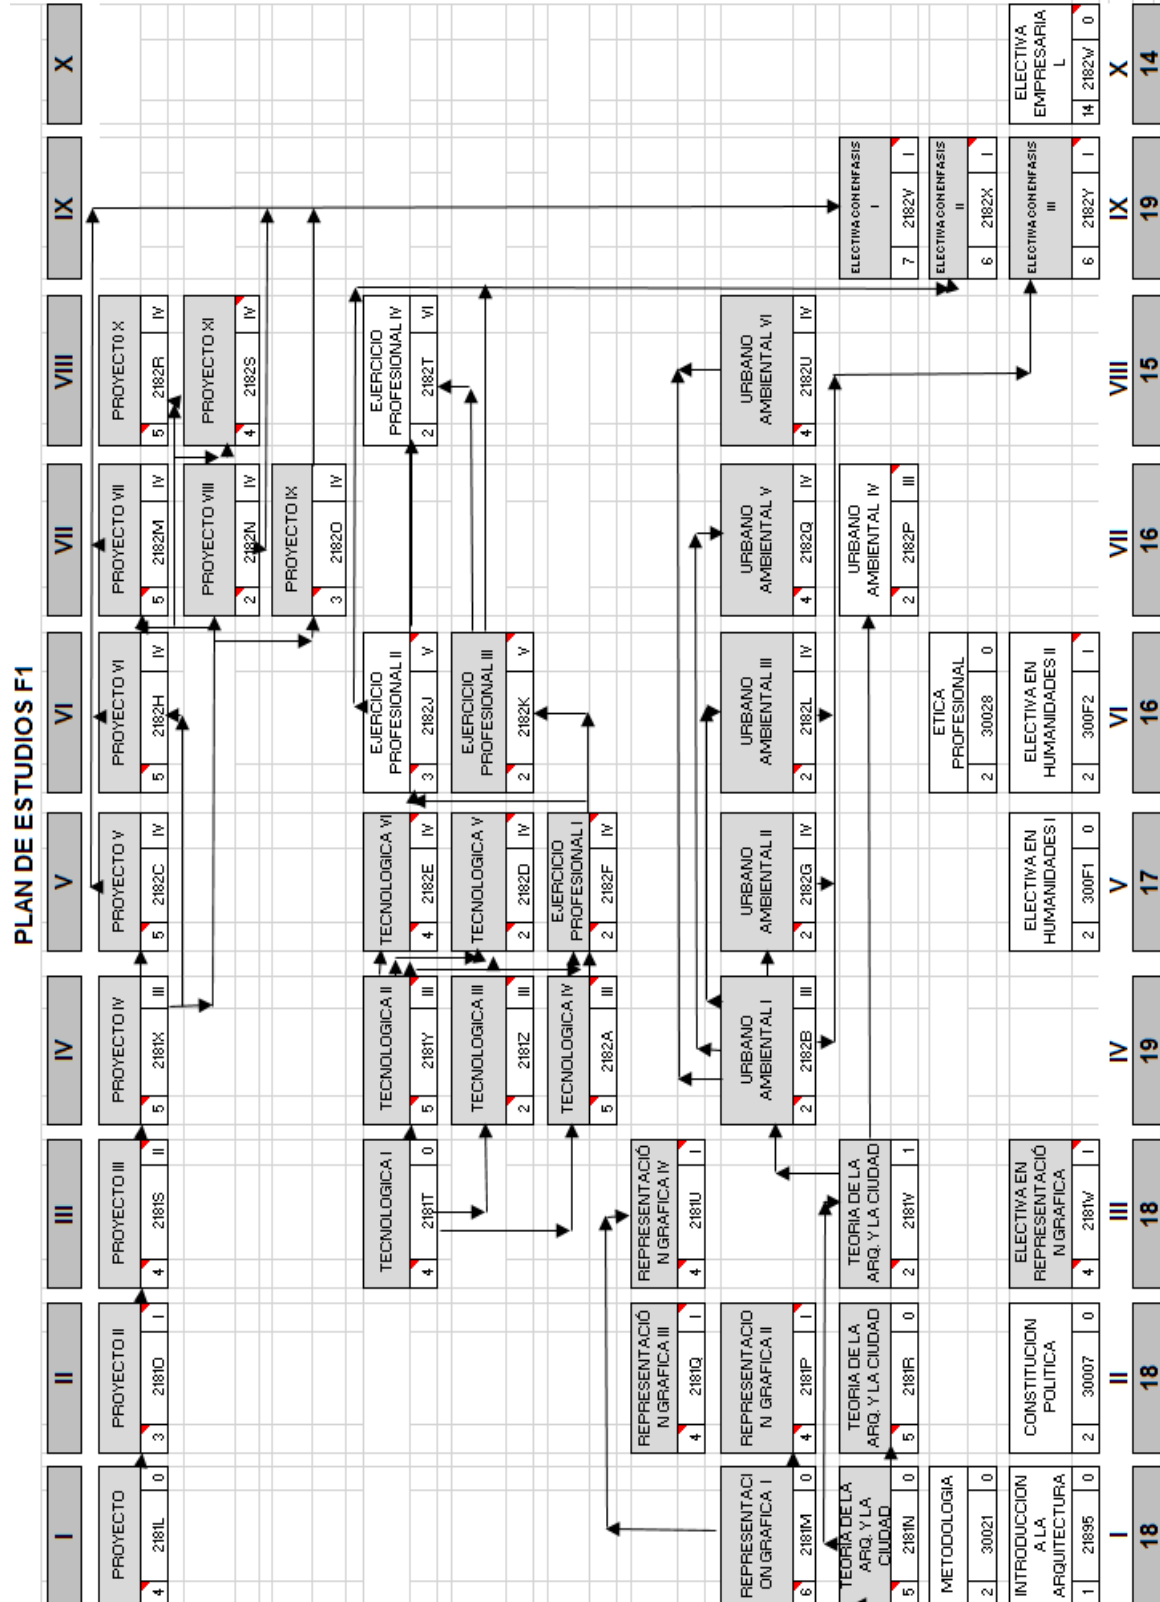 PLAN DE ESTUDIOS F1
I
II
III
IV
V
VI
VII
VIII
IX
X
PROYECTO
4 2181L 0
PROYECTO II
3 2181O I
PROYECTO III
4 2181S II
PROYECTO IV
5 2181X III
PROYECTO V
5 2182C IV
PROYECTO VI
5 2182H IV
PROYECTO VII
5 2182M IV
PROYECTO X
5 2182R IV
PROYECTO VIII
2 2182N IV
PROYECTO XI
4 2182S IV
PROYECTO IX
3 2182O IV
TECNOLOGICA I
4 2181T 0
TECNOLOGICA II
5 2181Y III
TECNOLOGICA VI
4 2182E IV
EJERCICIO
PROFESIONAL II
3 2182J V
EJERCICIO
PROFESIONAL IV
2 2182T VI
TECNOLOGICA III
2 2181Z III
TECNOLOGICA V
2 2182D IV
EJERCICIO
PROFESIONAL III
2 2182K V
TECNOLOGICA IV
5 2182A III
EJERCICIO
PROFESIONAL I
2 2182F IV
REPRESENTACIÓ
N GRAFICA III
4 2181Q I
REPRESENTACIÓ
N GRAFICA IV
4 2181U I
REPRESENTACI
ON GRAFICA I
6 2181M 0
REPRESENTACIO
N GRAFICA II
4 2181P I
URBANO
AMBIENTAL I
2 2182B III
URBANO
AMBIENTAL II
2 2182G IV
URBANO
AMBIENTAL III
2 2182L IV
URBANO
AMBIENTAL V
4 2182Q IV
URBANO
AMBIENTAL VI
4 2182U IV
TEORIA DE LA
ARQ. Y LA
CIUDAD
5 2181N 0
TEORIA DE LA
ARQ. Y LA CIUDAD
5 2181R 0
TEORIA DE LA
ARQ. Y LA CIUDAD
2 2181V 1
URBANO
AMBIENTAL IV
2 2182P III
ELECTIVA CON ENFASIS
I
7 2182V I
METODOLOGIA
2 30021 0
ETICA
PROFESIONAL
2 30028 0
ELECTIVA CON ENFASIS
II
6 2182X I
INTRODUCCION
A LA
ARQUITECTURA
1 21895 0
CONSTITUCION
POLITICA
2 30007 0
ELECTIVA EN
REPRESENTACIÓ
N GRAFICA
4 2181W I
ELECTIVA EN
HUMANIDADES I
2 300F1 0
ELECTIVA EN
HUMANIDADES II
2 300F2 I
ELECTIVA CON ENFASIS
III
6 2182Y I
ELECTIVA
EMPRESARIA
L
14 2182W 0
I
II
III
IV
V
VI
VII
VIII
IX
X
18
18
18
19
17
16
16
15
19
14